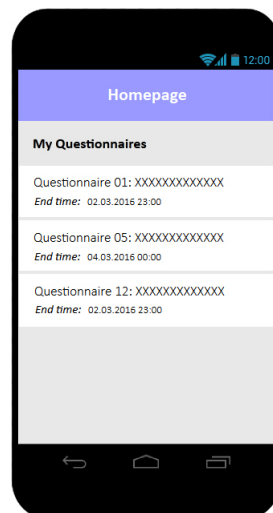 12:00
Homepage
My Questionnaires
Questionnaire 01: XXXXXXXXXXXXX
End time: 02.03.2016 23:00
Questionnaire 05: XXXXXXXXXXXXX
End time: 04.03.2016 00:00
Questionnaire 12: XXXXXXXXXXXXX
End time: 02.03.2016 23:00